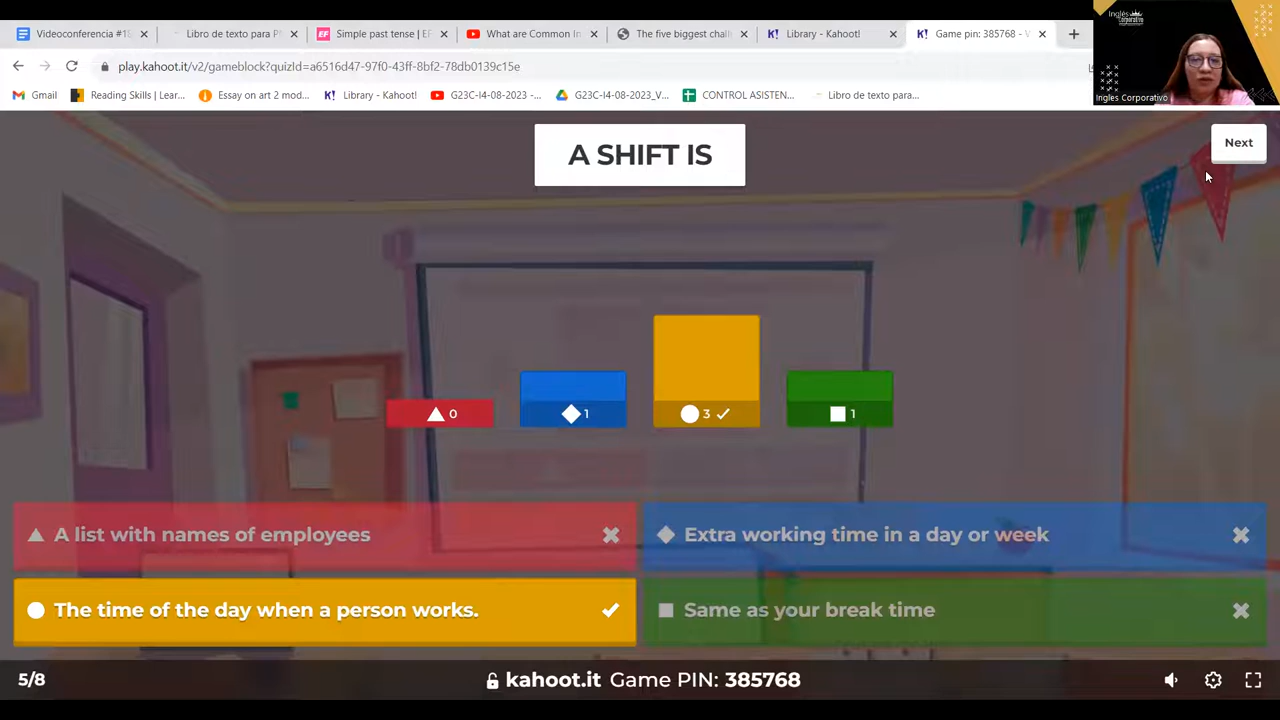 Videoconferencia #15
Libro de texto para Pl
EF
Simple past tense | E
What are Common In
The five biggest chall
K! Library - Kahoot!
K! Game pin: 385768 - V
play.kahoot.it/v2/gameblock?quizId=a6516d47-97f0-43ff-8bf2-78db0139cf5e
Gmail
Reading Skills | Lear...
Essay on art 2 mod...
K! Library - Kahoot!
G23C-I4-08-2023 -...
G23C-I4-08-2023_V...
CONTROL ASISTEN...
Libro de texto para...
Inglés
Corporativo
Ingles Corporativo
A SHIFT IS
Next
0
1
3
1
A list with names of employees
Extra working time in a day or week
The time of the day when a person works.
Same as your break time
5/8
kahoot.it Game PIN: 385768